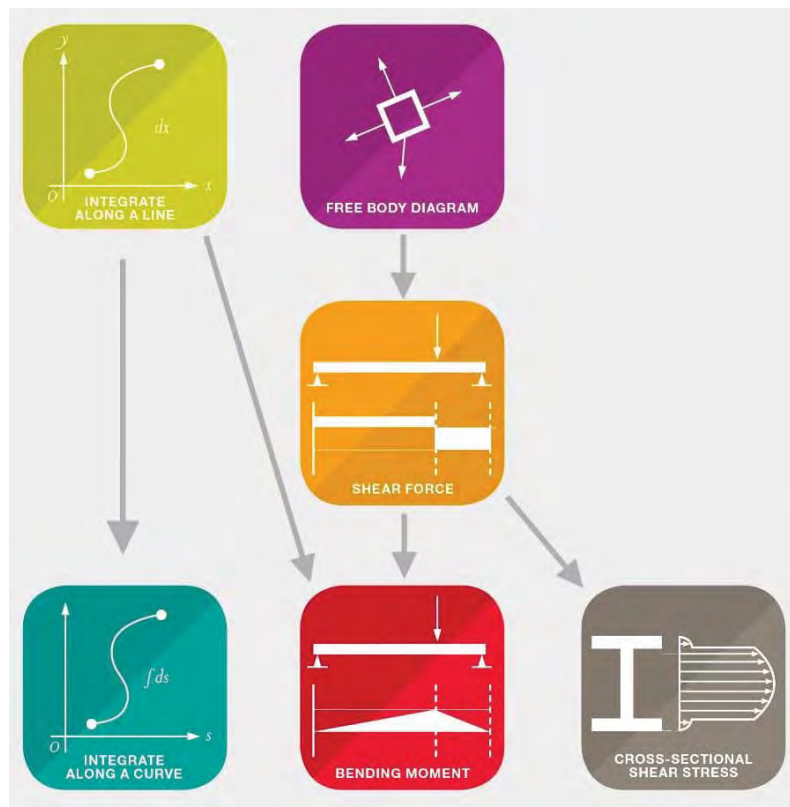 y
dx
O
x
INTEGRATE
ALONG A LINE
FREE BODY DIAGRAM
SHEAR FORCE
∫ds
O
s
INTEGRATE
ALONG A CURVE
BENDING MOMENT
CROSS-SECTIONAL
SHEAR STRESS